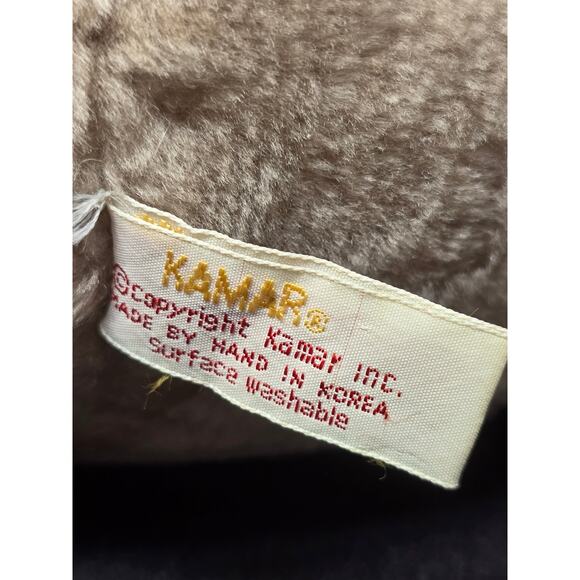 KAMAR®
©copyright Kamar INC.
MADE BY HAND IN KOREA
surface washable